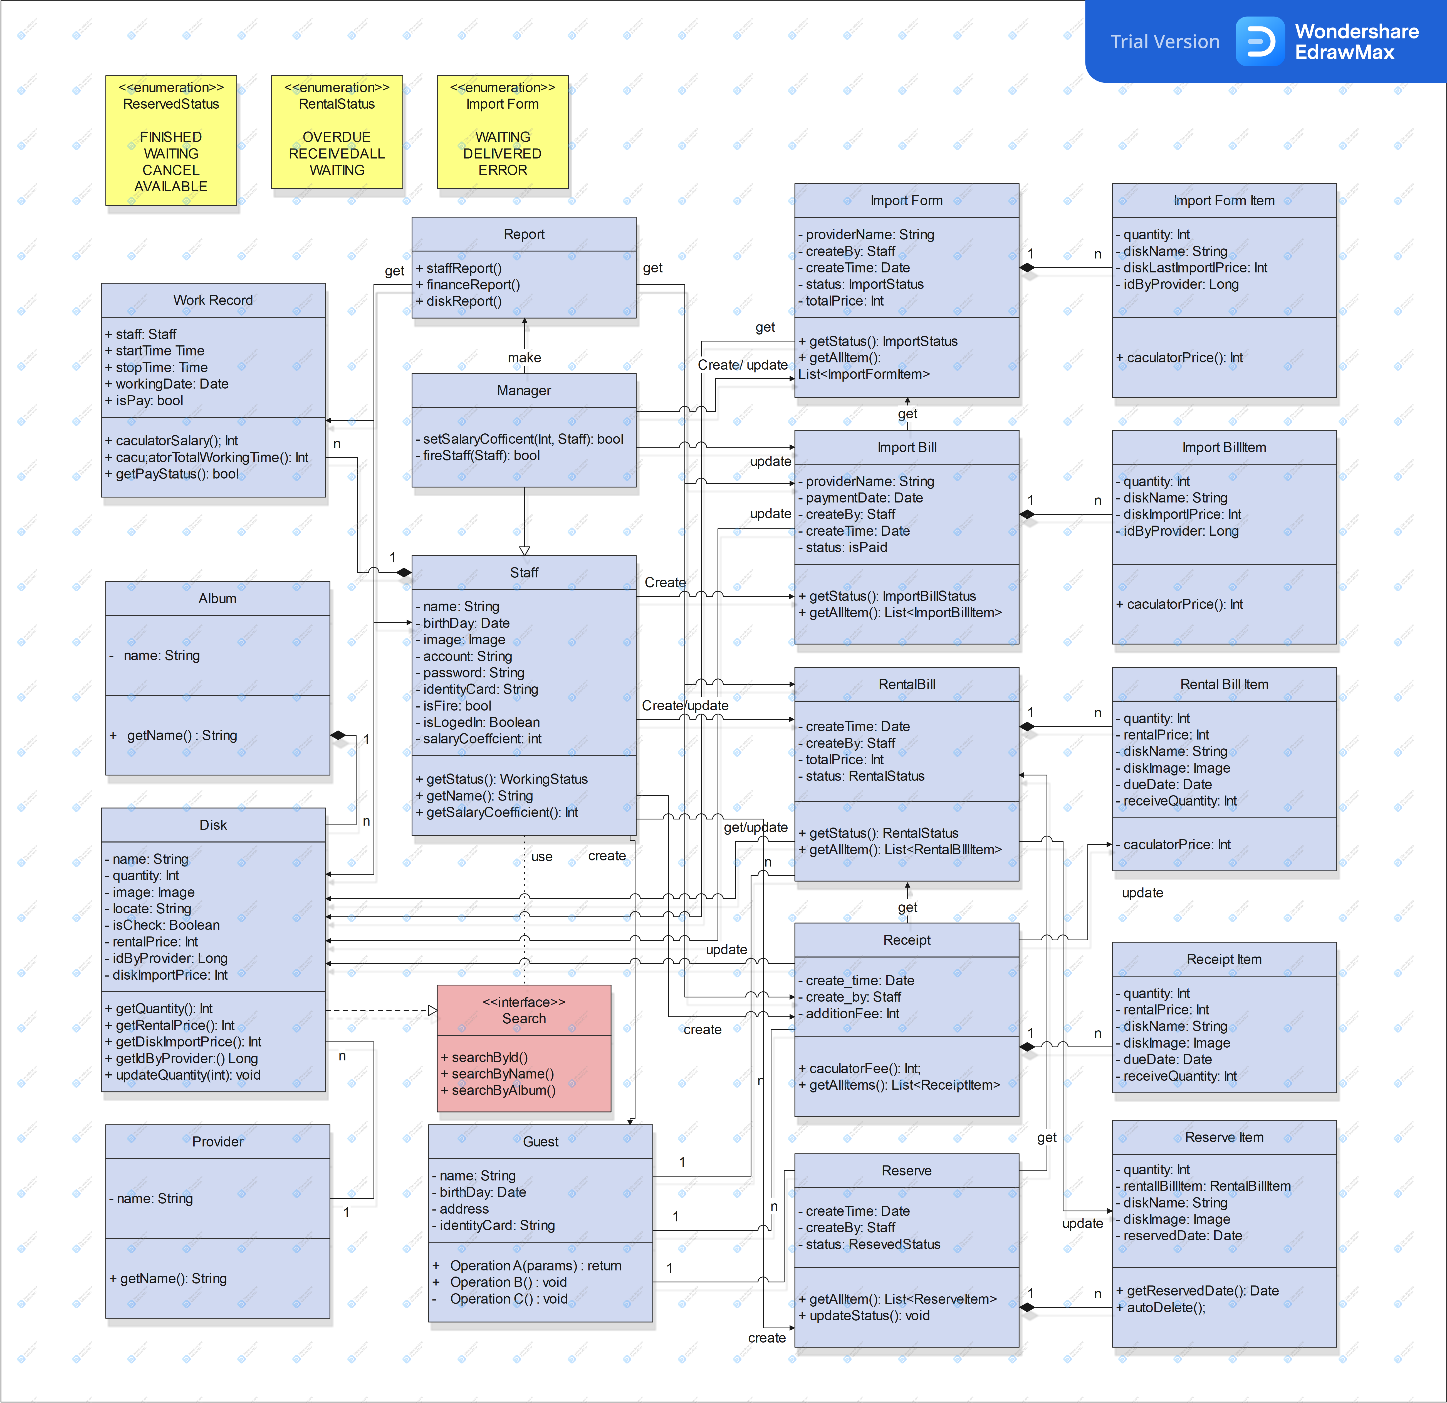 Trial Version
Wondershare
EdrawMax
<<enumeration>>
ReservedStatus
FINISHED
WAITING
CANCEL
AVAILABLE
<<enumeration>>
RentalStatus
OVERDUE
RECEIVEDALL
WAITING
<<enumeration>>
Import Form
WAITING
DELIVERED
ERROR
Report
+ staffReport()
+ financeReport()
+ diskReport()
get
get
make
Work Record
+ staff: Staff
+ startTime Time
+ stopTime: Time
+ workingDate: Date
+ isPay: bool
+ caculatorSalary(); Int
+ cacu;atorTotalWorkingTime(): Int
+ getPayStatus(): bool
n
1
Manager
- setSalaryCofficent(Int, Staff): bool
- fireStaff(Staff): bool
Import Form
- providerName: String
- createBy: Staff
- createTime: Date
- status: ImportStatus
- totalPrice: Int
+ getStatus(): ImportStatus
+ getAllItem():
List<ImportFormItem>
1
n
Import Form Item
- quantity: Int
- diskName: String
- diskLastImportIPrice: Int
- idByProvider: Long
+ caculatorPrice(): Int
get
Create/ update
get
update
update
Import Bill
- providerName: String
- paymentDate: Date
- createBy: Staff
- createTime: Date
- status: isPaid
+ getStatus(): ImportBillStatus
+ getAllItem(): List<ImportBillItem>
1
n
Import BillItem
- quantity: Int
- diskName: String
- diskImportIPrice: Int
- idByProvider: Long
+ caculatorPrice(): Int
Staff
- name: String
- birthDay: Date
- image: Image
- account: String
- password: String
- identityCard: String
- isFire: bool
- isLogedIn: Boolean
- salaryCoeffcient: int
+ getStatus(): WorkingStatus
+ getName(): String
+ getSalaryCoefficient(): Int
Create
Create/update
get/update
use
create
n
Album
- name: String
+ getName() : String
1
n
Disk
- name: String
- quantity: Int
- image: Image
- locate: String
- isCheck: Boolean
- rentalPrice: Int
- idByProvider: Long
- diskImportPrice: Int
+ getQuantity(): Int
+ getRentalPrice(): Int
+ getDiskImportPrice(): Int
+ getIdByProvider:() Long
+ updateQuantity(int): void
n
1
Provider
- name: String
+ getName(): String
RentalBill
- createTime: Date
- createBy: Staff
- totalPrice: Int
- status: RentalStatus
+ getStatus(): RentalStatus
+ getAllItem(): List<RentalBIlItem>
1
n
Rental Bill Item
- quantity: Int
- rentalPrice: Int
- diskName: String
- diskImage: Image
- dueDate: Date
- receiveQuantity: Int
- caculatorPrice: Int
update
get
update
create
Receipt
- create_time: Date
- create_by: Staff
- additionFee: Int
+ caculatorFee(): Int;
+ getAllItems(): List<ReceiptItem>
1
n
Receipt Item
- quantity: Int
- rentalPrice: Int
- diskName: String
- diskImage: Image
- dueDate: Date
- receiveQuantity: Int
<<interface>>
Search
+ searchById()
+ searchByName()
+ searchByAlbum()
Guest
- name: String
- birthDay: Date
- address
- identityCard: String
+ Operation A(params) : return
+ Operation B() : void
- Operation C() : void
1
1
1
n
n
create
get
update
Reserve
- createTime: Date
- createBy: Staff
- status: ResevedStatus
+ getAllItem(): List<ReserveItem>
+ updateStatus(): void
1
n
Reserve Item
- quantity: Int
- rentallBillItem: RentalBillItem
- diskName: String
- diskImage: Image
- reservedDate: Date
+ getReservedDate(): Date
+ autoDelete();